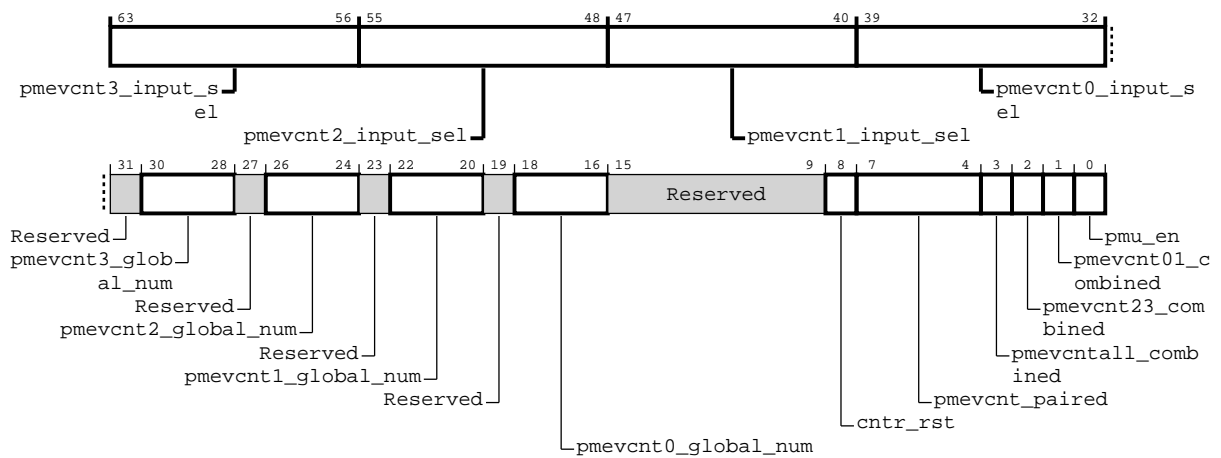 63 56 55 48 47 40 39 32
pmevcnt3_input_s
el
pmevcnt0_input_s
el
pmevcnt2_input_sel
pmevcnt1_input_sel
31 30 28 27 26 24 23 22 20 19 18 16 15 9 8 7 4 3 2 1 0
Reserved
Reserved
pmu_en
pmevcnt3_glob
al_num
pmevcnt01_c
ombined
Reserved
pmevcnt23_com
bined
pmevcnt2_global_num
Reserved
pmevcntall_comb
ined
pmevcnt1_global_num
Reserved
pmevcnt_paired
cntr_rst
pmevcnt0_global_num